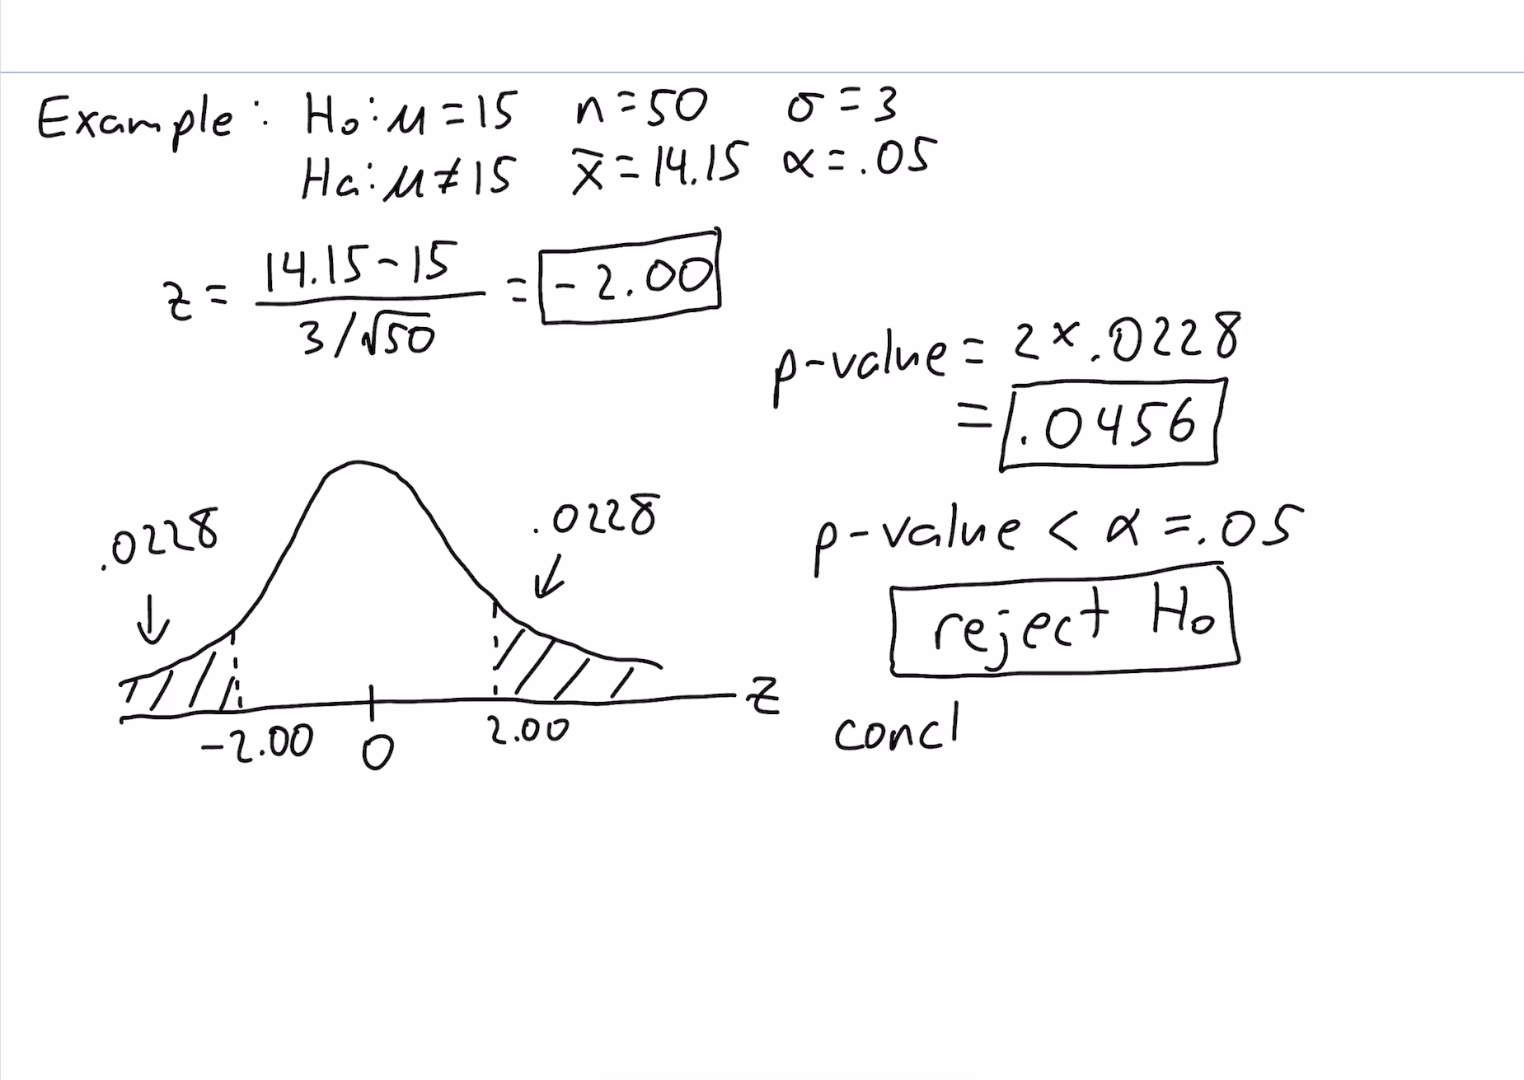 Example: H₀: μ = 15 n = 50 σ = 3
Ha: μ ≠ 15 x̄ = 14.15 α = .05
z = (14.15 - 15) / (3/√50) = -2.00
p-value = 2 × .0228
= .0456
.0228 .0228
p-value < α = .05
reject H₀
-2.00 0 2.00 z
concl